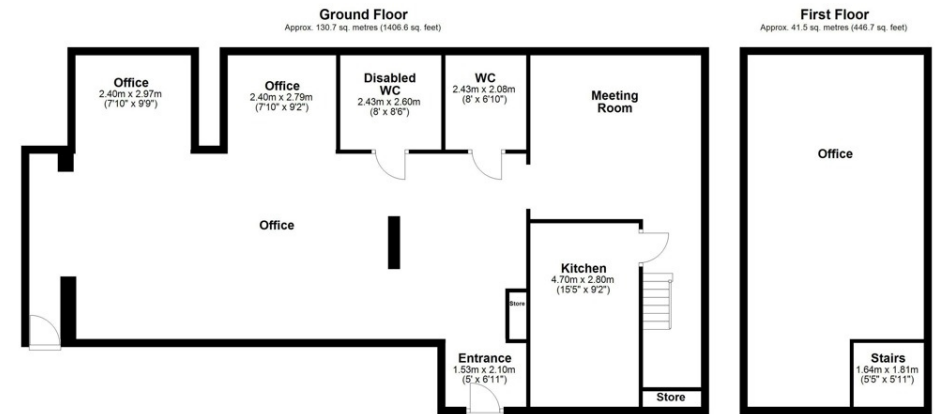 Ground Floor
Approx. 130.7 sq. metres (1406.6 sq. feet)
Office
2.40m x 2.97m
(7'10" x 9'9")
Office
2.40m x 2.79m
(7'10" x 9'2")
Disabled
WC
2.43m x 2.60m
(8' x 8'6")
WC
2.43m x 2.08m
(8' x 6'10")
Meeting
Room
Office
Kitchen
4.70m x 2.80m
(15'5" x 9'2")
Store
Entrance
1.53m x 2.10m
(5' x 6'11")
Store
First Floor
Approx. 41.5 sq. metres (446.7 sq. feet)
Office
Stairs
1.64m x 1.81m
(5'5" x 5'11")